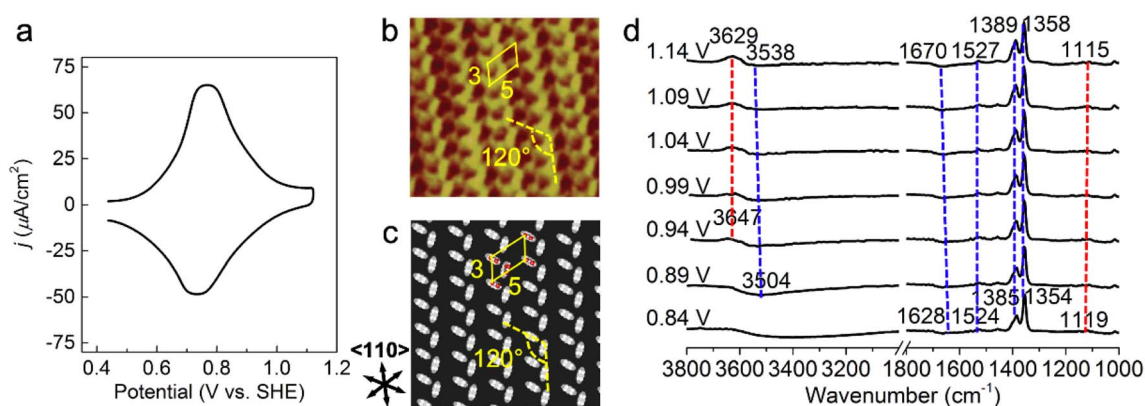 a
75
50
25
0
-25
-50
-75
j (μA/cm²)
0.4 0.6 0.8 1.0 1.2
Potential (V vs. SHE)
b
3
5
120°
c
3
5
120°
<110>
d
3629
3538
1670
1527
1389
1358
1115
1.14 V
1.09 V
1.04 V
0.99 V
3647
0.94 V
0.89 V
3504
1628
1524
1385
1354
1119
0.84 V
3800 3400 3000 1800 1600 1400 1200 1000
Wavenumber (cm⁻¹)